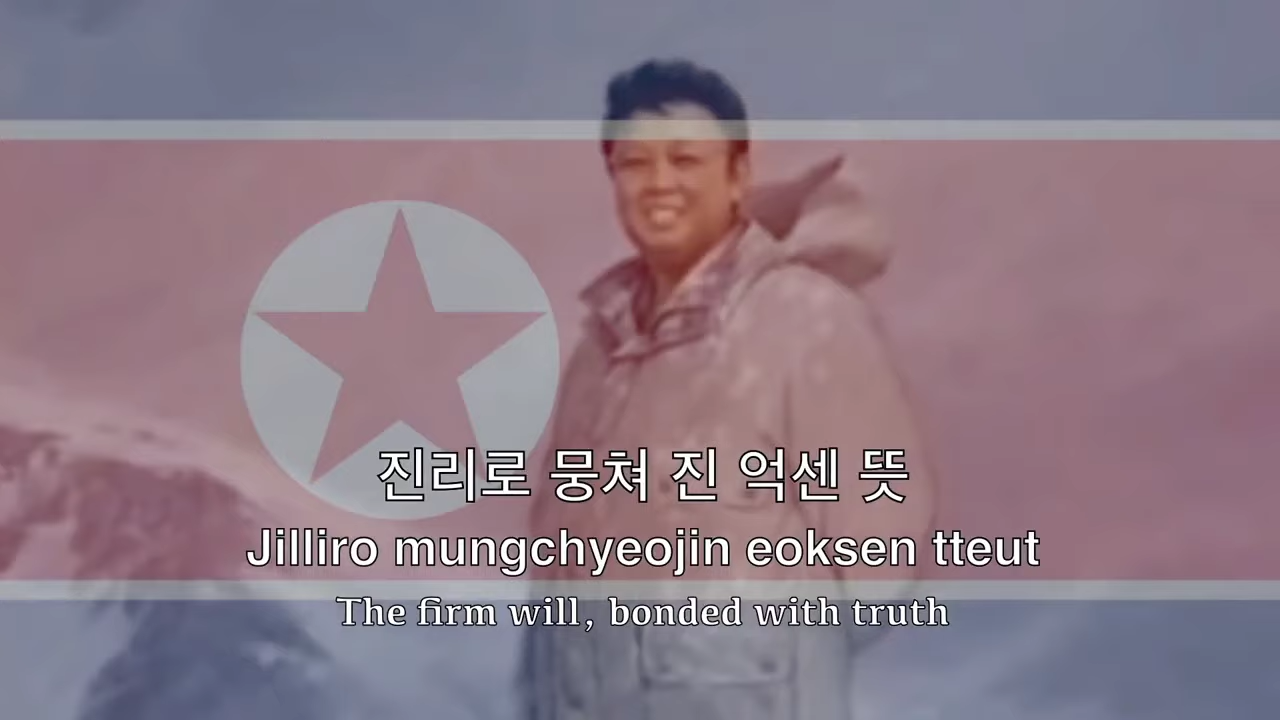 진리로 뭉쳐 진 억센 뜻
Jilliro mungchyeojin eoksen tteut
The firm will, bonded with truth